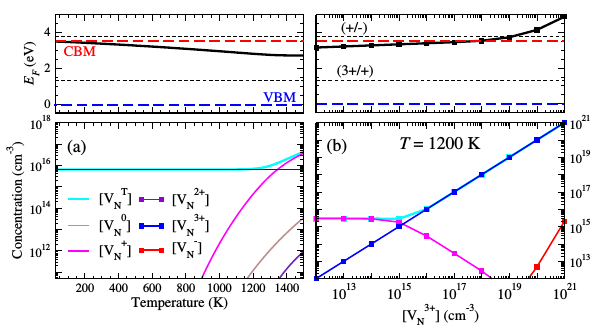 4
2
0
E_F (eV)
CBM
VBM
(+/-)
(3+/+)
10^18
10^16
10^14
10^12
Concentration (cm^-3)
(a)
[V_N^T] [V_N^2+]
[V_N^0] [V_N^3+]
[V_N^+] [V_N^-]
200 400 600 800 1000 1200 1400
Temperature (K)
(b) T = 1200 K
10^21
10^19
10^17
10^15
10^13
10^13 10^15 10^17 10^19 10^21
[V_N^3+] (cm^-3)